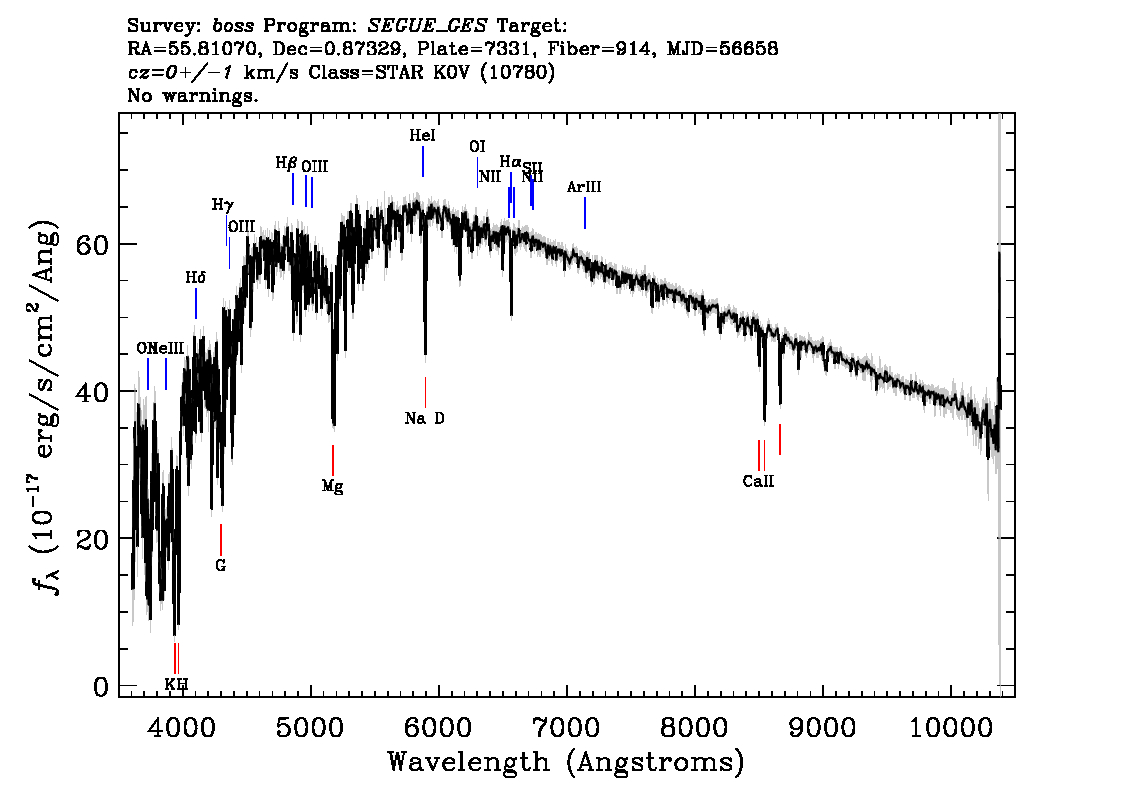 Survey: boss Program: SEGUE_GES Target:
RA=55.81070, Dec=0.87329, Plate=7331, Fiber=914, MJD=56658
cz=0+/-1 km/s Class=STAR K0V (10780)
No warnings.
HeI
OI
Hβ OIII
Hα SII
NII NII
ArIII
Hγ
OIII
Hδ
OII NeIII
Na D
Mg
CaII
G
KH
60
40
20
0
4000 5000 6000 7000 8000 9000 10000
Wavelength (Angstroms)
fλ (10⁻¹⁷ erg/s/cm²/Ang)